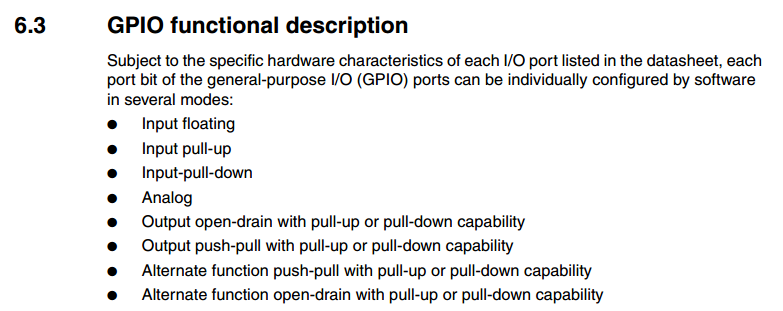 6.3 GPIO functional description
Subject to the specific hardware characteristics of each I/O port listed in the datasheet, each
port bit of the general-purpose I/O (GPIO) ports can be individually configured by software
in several modes:
● Input floating
● Input pull-up
● Input-pull-down
● Analog
● Output open-drain with pull-up or pull-down capability
● Output push-pull with pull-up or pull-down capability
● Alternate function push-pull with pull-up or pull-down capability
● Alternate function open-drain with pull-up or pull-down capability